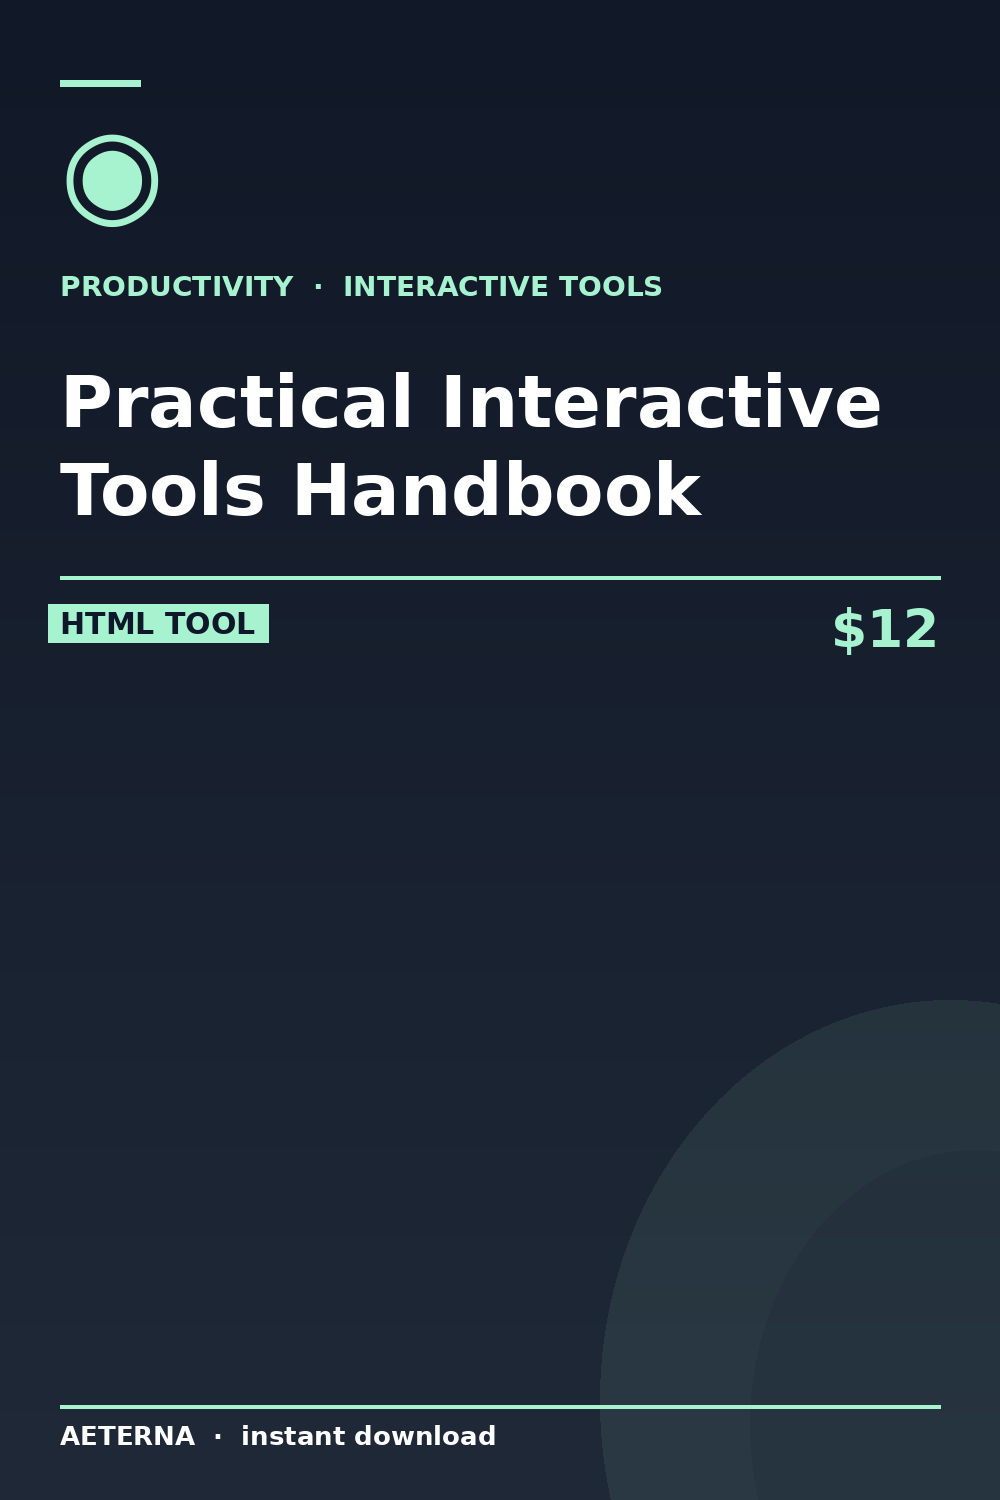 PRODUCTIVITY · INTERACTIVE TOOLS
Practical Interactive
Tools Handbook
HTML TOOL
$12
AETERNA · instant download